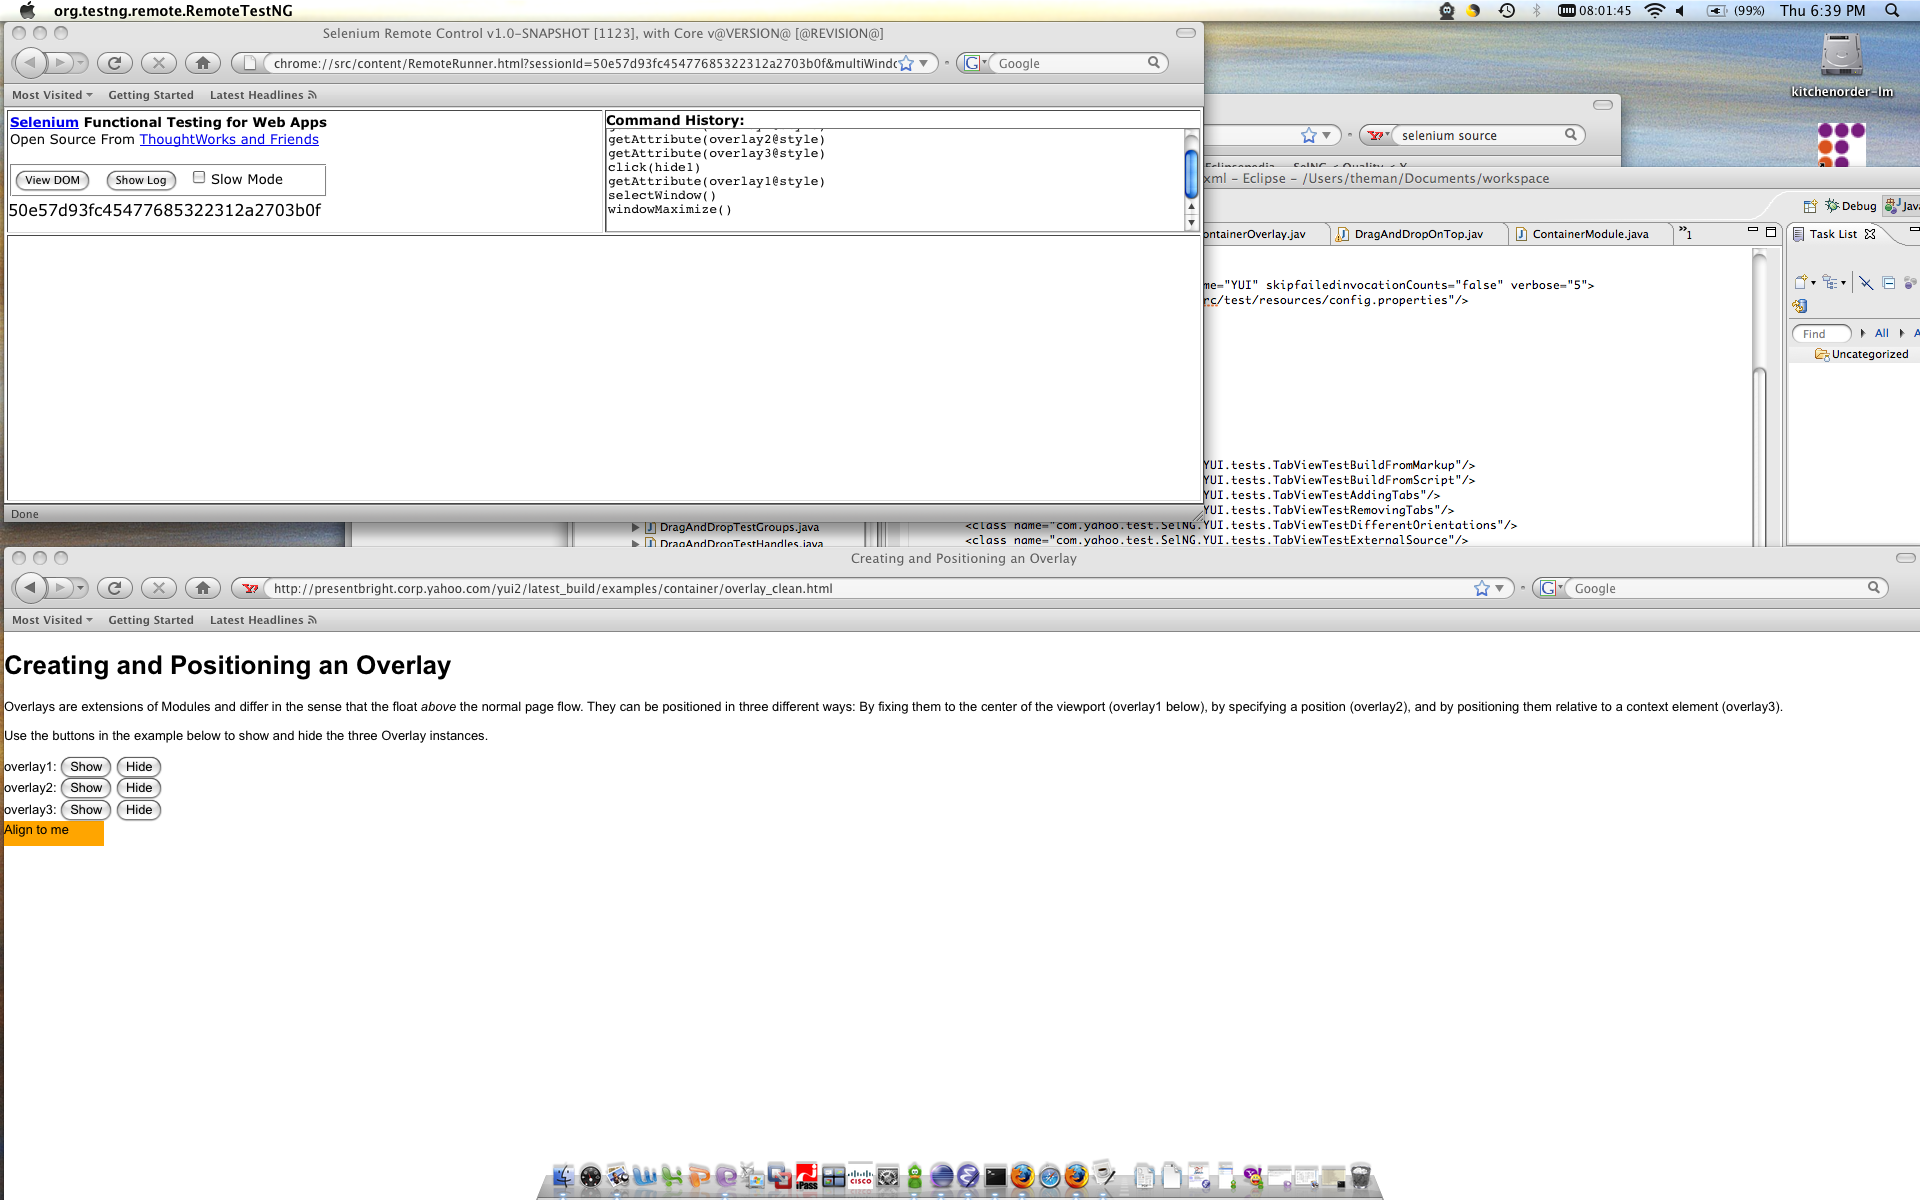 org.testng.remote.RemoteTestNG
08:01:45
(99%)
Thu 6:39 PM
Selenium Remote Control v1.0-SNAPSHOT [1123], with Core v@VERSION@ [@REVISION@]
chrome://src/content/RemoteRunner.html?sessionId=50e57d93fc45477685322312a2703b0f&multiWindo
Google
Most Visited
Getting Started
Latest Headlines
kitchenorder-lm
Selenium Functional Testing for Web Apps
Open Source From ThoughtWorks and Friends
View DOM
Show Log
Slow Mode
50e57d93fc45477685322312a2703b0f
Command History:
getAttribute(overlay2@style)
getAttribute(overlay3@style)
click(hide1)
getAttribute(overlay1@style)
selectWindow()
windowMaximize()
Done
selenium source
xml – Eclipse – /Users/theman/Documents/workspace
Debug
Java
ontainerOverlay.jav
DragAndDropOnTop.jav
ContainerModule.java
»1
Task List
me="YUI" skipfailedinvocationCounts="false" verbose="5">
rc/test/resources/config.properties"/>
Find
All
A
Uncategorized
YUI.tests.TabViewTestBuildFromMarkup"/>
YUI.tests.TabViewTestBuildFromScript"/>
YUI.tests.TabViewTestAddingTabs"/>
YUI.tests.TabViewTestRemovingTabs"/>
<class name="com.yahoo.test.SelNG.YUI.tests.TabViewTestDifferentOrientations"/>
<class name="com.yahoo.test.SelNG.YUI.tests.TabViewTestExternalSource"/>
DragAndDropTestGroups.java
DragAndDropTestHandles.java
Creating and Positioning an Overlay
http://presentbright.corp.yahoo.com/yui2/latest_build/examples/container/overlay_clean.html
Google
Most Visited
Getting Started
Latest Headlines
Creating and Positioning an Overlay
Overlays are extensions of Modules and differ in the sense that the float above the normal page flow. They can be positioned in three different ways: By fixing them to the center of the viewport (overlay1 below), by specifying a position (overlay2), and by positioning them relative to a context element (overlay3).
Use the buttons in the example below to show and hide the three Overlay instances.
overlay1: Show Hide
overlay2: Show Hide
overlay3: Show Hide
Align to me
iPass
CISCO